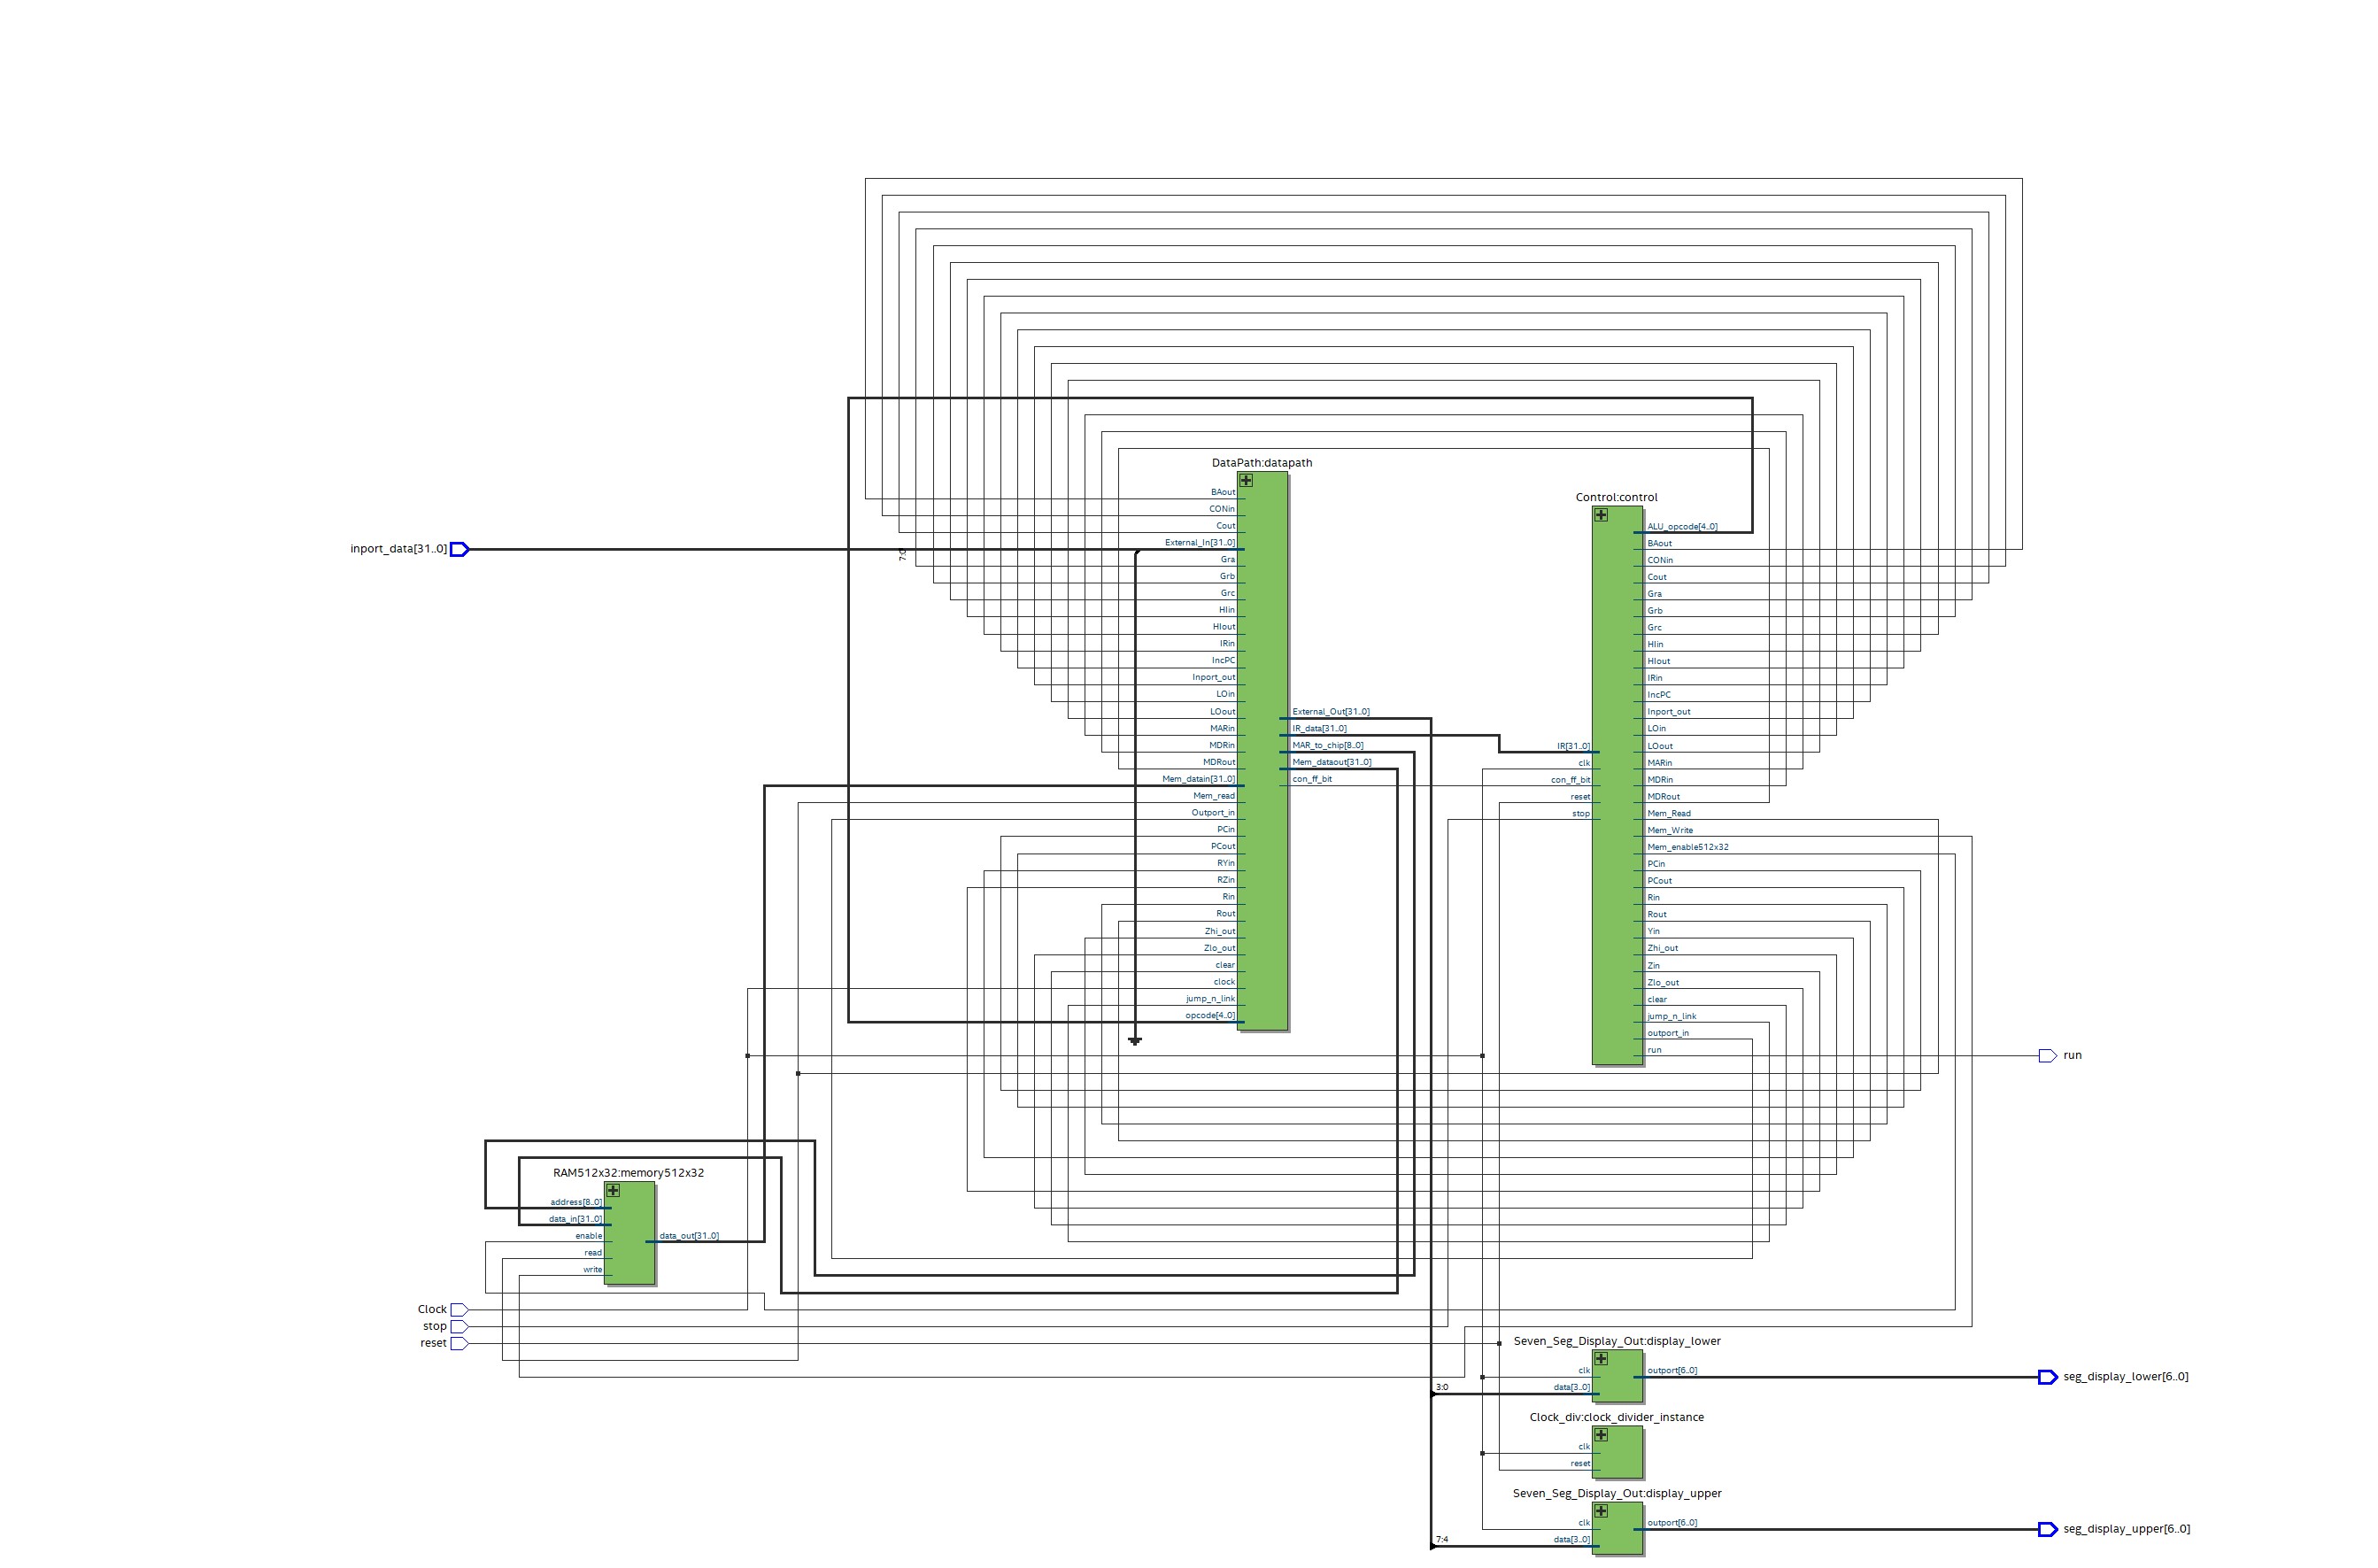 DataPath:datapath
BAout
CONin
Cout
External_In[31..0]
Gra
Grb
Grc
HIin
HIout
IRin
IncPC
Inport_out
LOin
LOout
MARin
MDRin
MDRout
Mem_datain[31..0]
Mem_read
Outport_in
PCin
PCout
RYin
RZin
Rin
Rout
Zhi_out
Zlo_out
clear
clock
jump_n_link
opcode[4..0]
External_Out[31..0]
IR_data[31..0]
MAR_to_chip[8..0]
Mem_dataout[31..0]
con_ff_bit
Control:control
IR[31..0]
clk
con_ff_bit
reset
stop
ALU_opcode[4..0]
BAout
CONin
Cout
Gra
Grb
Grc
HIin
HIout
IRin
IncPC
Inport_out
LOin
LOout
MARin
MDRin
MDRout
Mem_Read
Mem_Write
Mem_enable512x32
PCin
PCout
Rin
Rout
Yin
Zhi_out
Zin
Zlo_out
clear
jump_n_link
outport_in
run
inport_data[31..0]
7:0
run
RAM512x32:memory512x32
address[8..0]
data_in[31..0]
enable
read
write
data_out[31..0]
Clock
stop
reset
Seven_Seg_Display_Out:display_lower
clk
data[3..0]
outport[6..0]
3:0
seg_display_lower[6..0]
Clock_div:clock_divider_instance
clk
reset
Seven_Seg_Display_Out:display_upper
clk
data[3..0]
outport[6..0]
7:4
seg_display_upper[6..0]